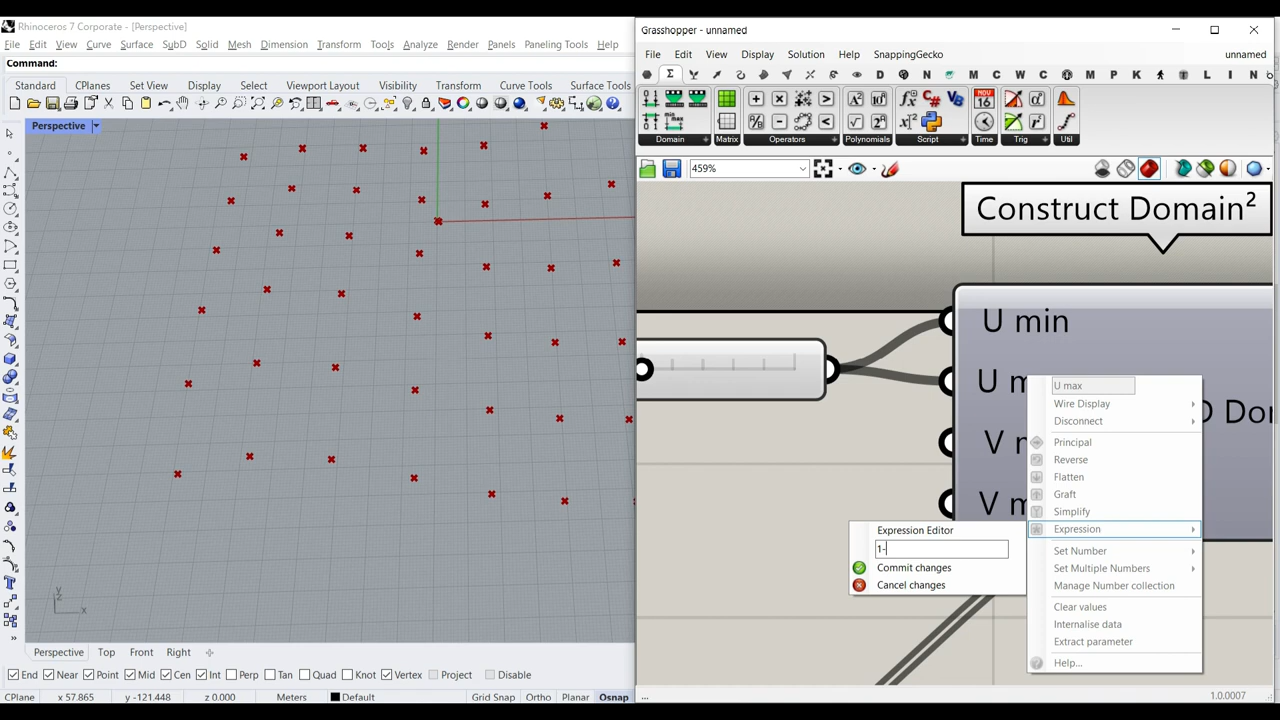 Rhinoceros 7 Corporate - [Perspective]
File Edit View Curve Surface SubD Solid Mesh Dimension Transform Tools Analyze Render Panels Paneling Tools Help
Command:
Standard CPlanes Set View Display Select Viewport Layout Visibility Transform Curve Tools Surface Tools
Perspective
y
z
x
Perspective Top Front Right
End Near Point Mid Cen Int Perp Tan Quad Knot Vertex Project Disable
CPlane x 57.865 y -121.448 z 0.000 Meters Default Grid Snap Ortho Planar Osnap
Grasshopper - unnamed
File Edit View Display Solution Help SnappingGecko unnamed
D N M C W C M P K L I N
Domain Matrix Operators Polynomials Script Time Trig Util
459%
Construct Domain²
U min
U m
V m
V m
D Dor
U max
Wire Display
Disconnect
Principal
Reverse
Flatten
Graft
Simplify
Expression
Set Number
Set Multiple Numbers
Manage Number collection
Clear values
Internalise data
Extract parameter
Help...
Expression Editor
1-
Commit changes
Cancel changes
... 1.0.0007